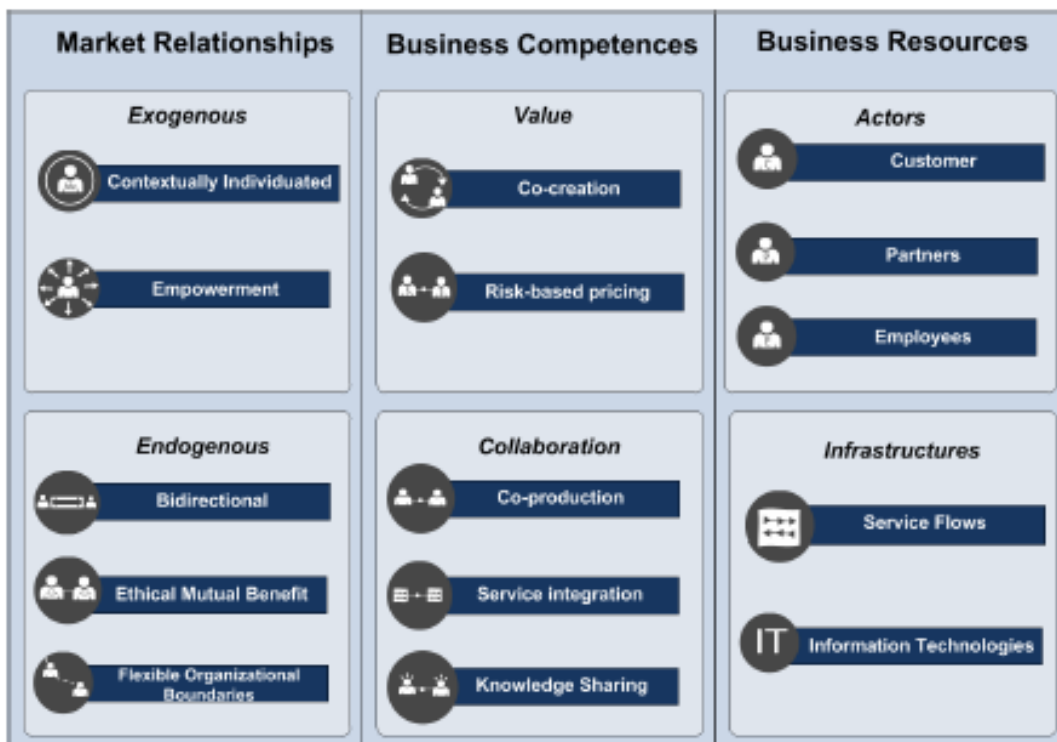 Market Relationships
Exogenous
Contextually Individuated
Empowerment
Endogenous
Bidirectional
Ethical Mutual Benefit
Flexible Organizational
Boundaries
Business Competences
Value
Co-creation
Risk-based pricing
Collaboration
Co-production
Service integration
Knowledge Sharing
Business Resources
Actors
Customer
Partners
Employees
Infrastructures
Service Flows
IT
Information Technologies